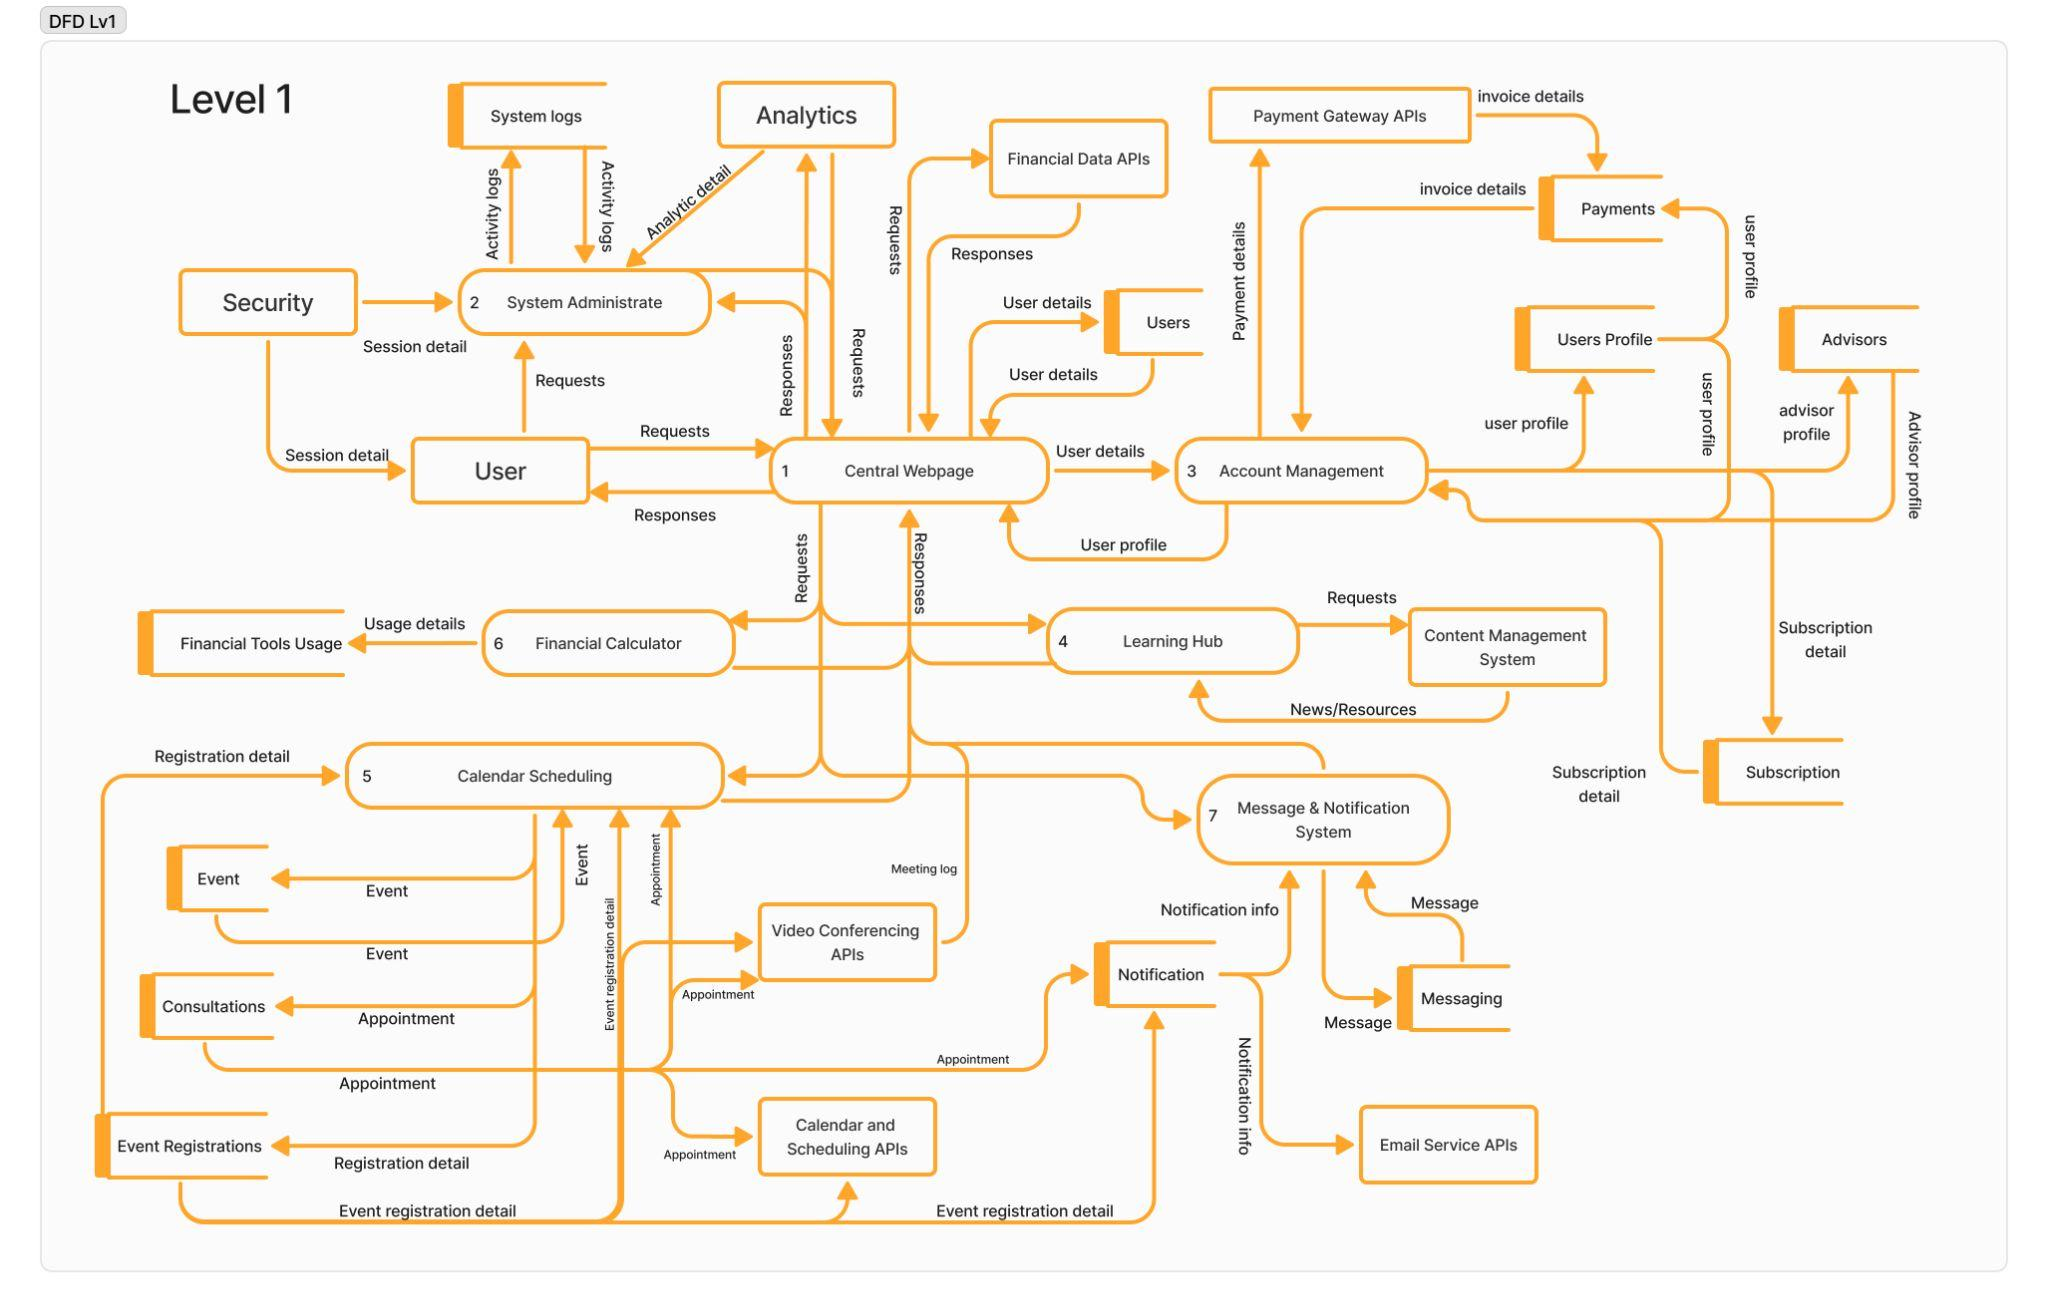 DFD Lv1
Level 1
System logs
Analytics
Payment Gateway APIs
invoice details
Financial Data APIs
Activity logs
Activity logs
Analytic detail
Requests
Responses
invoice details
Payments
user profile
Payment details
Security
2
System Administrate
Session detail
Requests
Responses
Requests
User details
Users
User details
Users Profile
Advisors
user profile
user profile
advisor
profile
Advisor profile
Session detail
User
Requests
Responses
1
Central Webpage
User details
3
Account Management
User profile
Requests
Responses
Financial Tools Usage
Usage details
6
Financial Calculator
4
Learning Hub
Requests
Content Management
System
News/Resources
Subscription
detail
Registration detail
5
Calendar Scheduling
7
Message & Notification
System
Subscription
detail
Subscription
Event
Event
Event
Event
Event registration detail
Appointment
Meeting log
Video Conferencing
APIs
Appointment
Notification info
Message
Notification
Messaging
Message
Consultations
Appointment
Appointment
Appointment
Notification info
Event Registrations
Registration detail
Appointment
Calendar and
Scheduling APIs
Email Service APIs
Event registration detail
Event registration detail